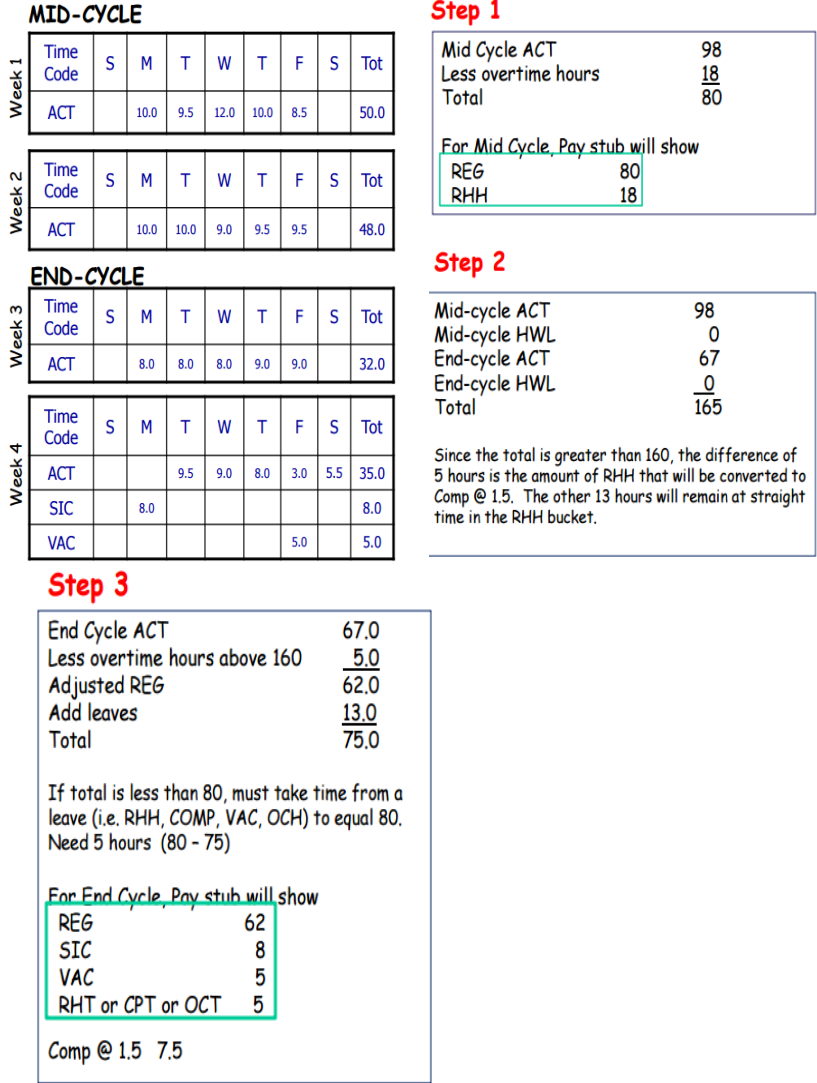 MID-CYCLE
Week 1
Time Code S M T W T F S Tot
ACT 10.0 9.5 12.0 10.0 8.5 50.0
Week 2
Time Code S M T W T F S Tot
ACT 10.0 10.0 9.0 9.5 9.5 48.0
END-CYCLE
Week 3
Time Code S M T W T F S Tot
ACT 8.0 8.0 8.0 9.0 9.0 32.0
Week 4
Time Code S M T W T F S Tot
ACT 9.5 9.0 8.0 3.0 5.5 35.0
SIC 8.0 8.0
VAC 5.0 5.0
Step 1
Mid Cycle ACT 98
Less overtime hours 18
Total 80
For Mid Cycle, Pay stub will show
REG 80
RHH 18
Step 2
Mid-cycle ACT 98
Mid-cycle HWL 0
End-cycle ACT 67
End-cycle HWL 0
Total 165
Since the total is greater than 160, the difference of
5 hours is the amount of RHH that will be converted to
Comp @ 1.5. The other 13 hours will remain at straight
time in the RHH bucket.
Step 3
End Cycle ACT 67.0
Less overtime hours above 160 5.0
Adjusted REG 62.0
Add leaves 13.0
Total 75.0
If total is less than 80, must take time from a
leave (i.e. RHH, COMP, VAC, OCH) to equal 80.
Need 5 hours (80 - 75)
For End Cycle, Pay stub will show
REG 62
SIC 8
VAC 5
RHT or CPT or OCT 5
Comp @ 1.5 7.5